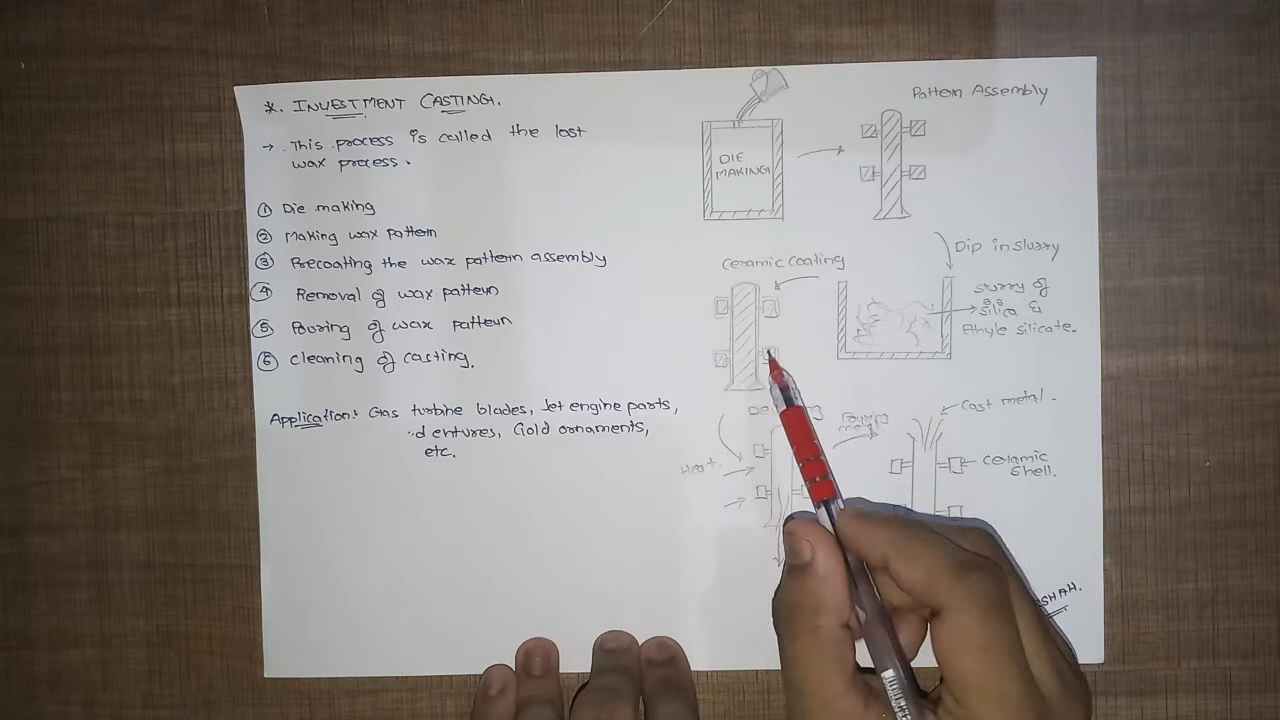 *. INVESTMENT CASTING.
→ This process is called the lost
wax process.
① Die making
② Making wax pattern
③ Precoating the wax pattern assembly
④ Removal of wax pattern
⑤ Pouring of wax pattern
⑥ Cleaning of casting.
Application: Gas turbine blades, Jet engine parts,
dentures, Gold ornaments,
etc.
DIE
MAKING
Pattern Assembly
Ceramic coating
Dip in slurry
slurry of
silica &
Ethyle silicate.
Heat.
Pouring
Cast metal.
Ceramic
Shell.
SHAH.